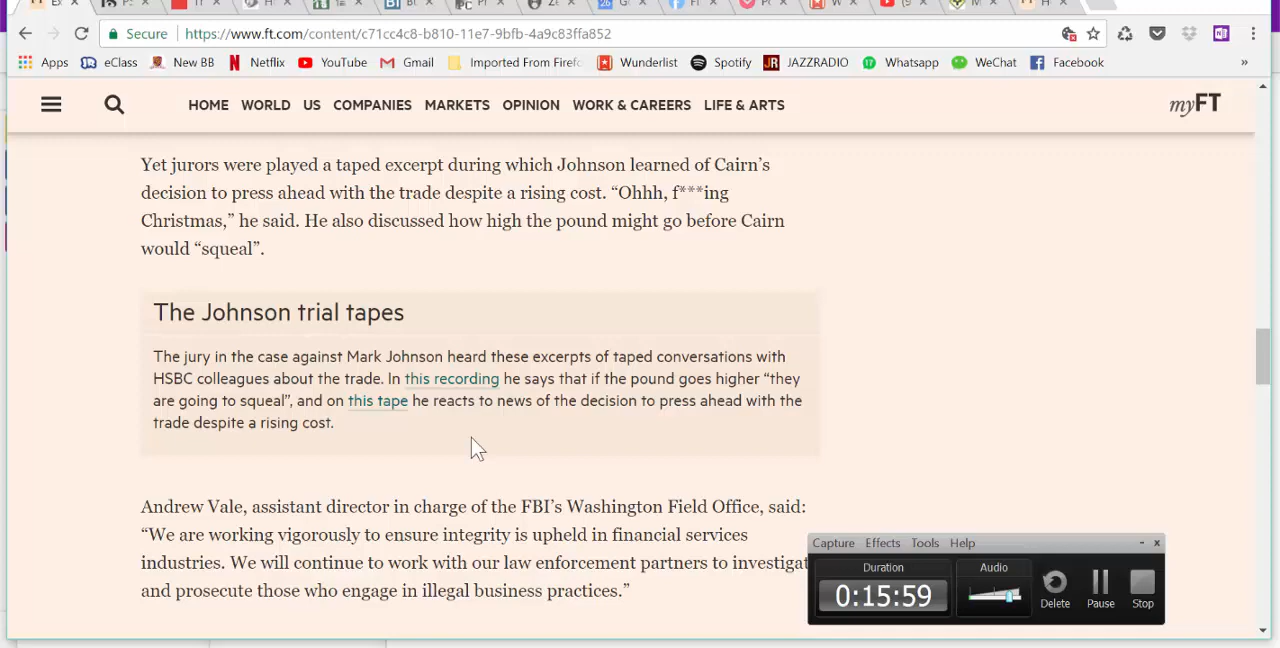 Secure https://www.ft.com/content/c71cc4c8-9810-11e7-9bfb-4a9c83ffa852
Apps eClass New BB Netflix YouTube Gmail Imported From Firefo Wunderlist Spotify JAZZRADIO Whatsapp WeChat Facebook »
HOME WORLD US COMPANIES MARKETS OPINION WORK & CAREERS LIFE & ARTS myFT
Yet jurors were played a taped excerpt during which Johnson learned of Cairn’s
decision to press ahead with the trade despite a rising cost. “Ohhh, f***ing
Christmas,” he said. He also discussed how high the pound might go before Cairn
would “squeal”.
The Johnson trial tapes
The jury in the case against Mark Johnson heard these excerpts of taped conversations with
HSBC colleagues about the trade. In this recording he says that if the pound goes higher “they
are going to squeal”, and on this tape he reacts to news of the decision to press ahead with the
trade despite a rising cost.
Andrew Vale, assistant director in charge of the FBI’s Washington Field Office, said:
“We are working vigorously to ensure integrity is upheld in financial services
industries. We will continue to work with our law enforcement partners to investigat
and prosecute those who engage in illegal business practices.”
Capture Effects Tools Help - x
Duration Audio
0:15:59
Delete Pause Stop